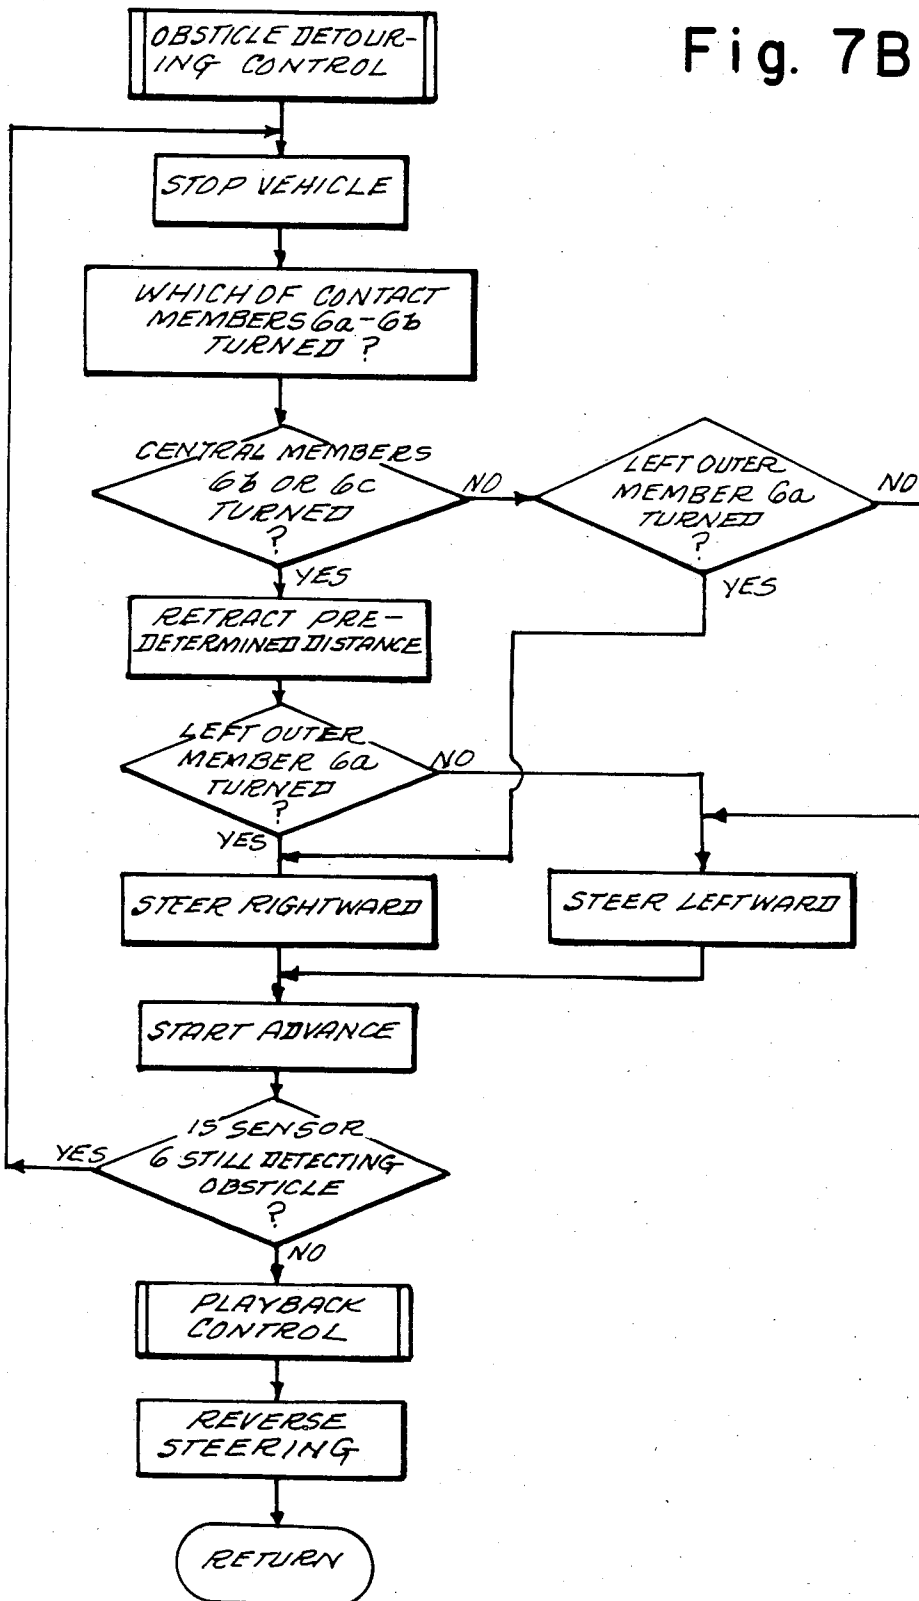 OBSTICLE DETOUR-
ING CONTROL
Fig. 7B
STOP VEHICLE
WHICH OF CONTACT
MEMBERS 6a-6b
TURNED ?
CENTRAL MEMBERS
6b OR 6c
TURNED
?
NO
LEFT OUTER
MEMBER 6a
TURNED
?
NO
YES
YES
RETRACT PRE-
DETERMINED DISTANCE
LEFT OUTER
MEMBER 6a
TURNED
?
NO
YES
STEER RIGHTWARD
STEER LEFTWARD
START ADVANCE
IS SENSOR
6 STILL DETECTING
OBSTICLE
?
YES
NO
PLAYBACK
CONTROL
REVERSE
STEERING
RETURN